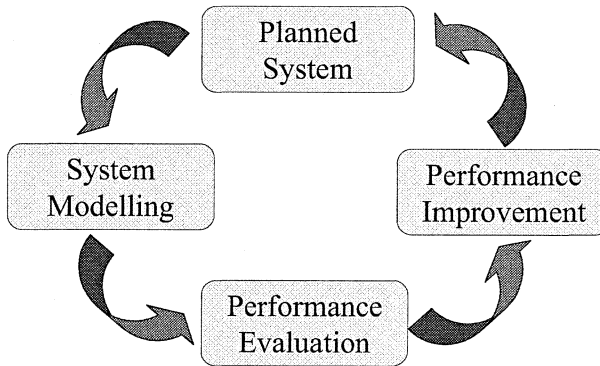 Planned
System
System
Modelling
Performance
Improvement
Performance
Evaluation